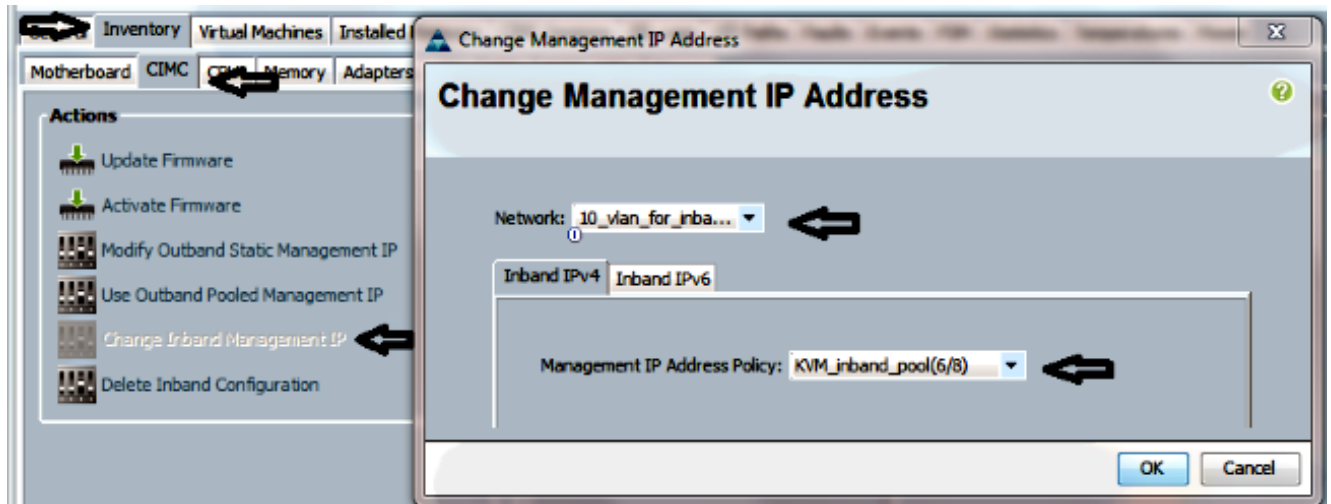 Inventory Virtual Machines Installed
Motherboard CIMC Memory Adapters
Actions
Update Firmware
Activate Firmware
Modify Outband Static Management IP
Use Outband Pooled Management IP
Change Inband Management IP
Delete Inband Configuration
Change Management IP Address
Change Management IP Address
Network: 10_vlan_for_inba...
Inband IPv4 Inband IPv6
Management IP Address Policy: KVM_inband_pool(6/8)
OK Cancel